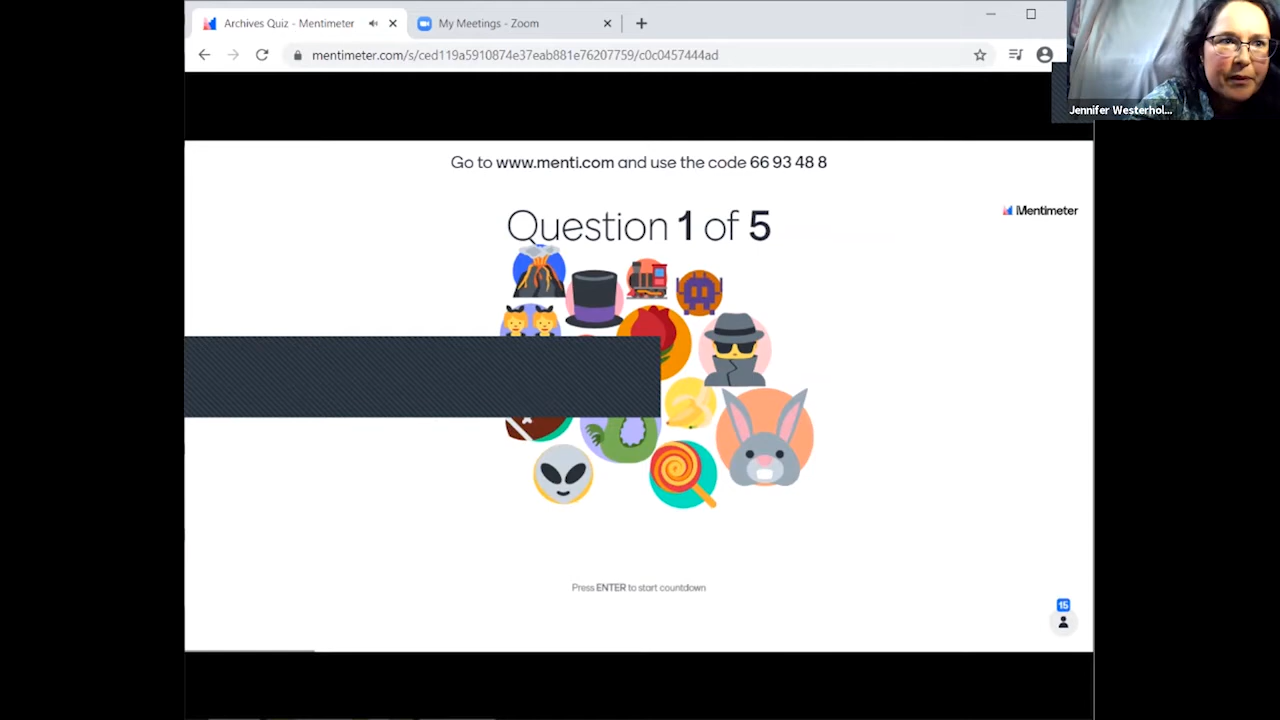 Archives Quiz - Mentimeter
My Meetings - Zoom
mentimeter.com/s/ced119a5910874e37eab881e76207759/c0c0457444ad
Jennifer Westerhol...
Go to www.menti.com and use the code 66 93 48 8
Mentimeter
Question 1 of 5
Press ENTER to start countdown
15